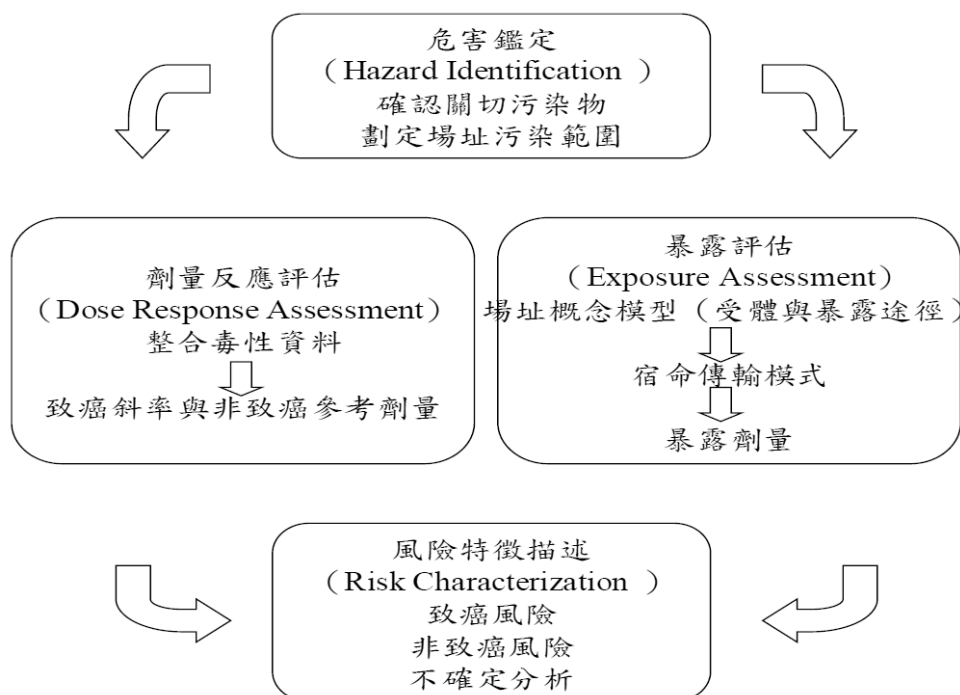 危害鑑定
（Hazard Identification ）
確認關切污染物
劃定場址污染範圍
劑量反應評估
（Dose Response Assessment）
整合毒性資料
致癌斜率與非致癌參考劑量
暴露評估
（Exposure Assessment）
場址概念模型（受體與暴露途徑）
宿命傳輸模式
暴露劑量
風險特徵描述
（Risk Characterization ）
致癌風險
非致癌風險
不確定分析